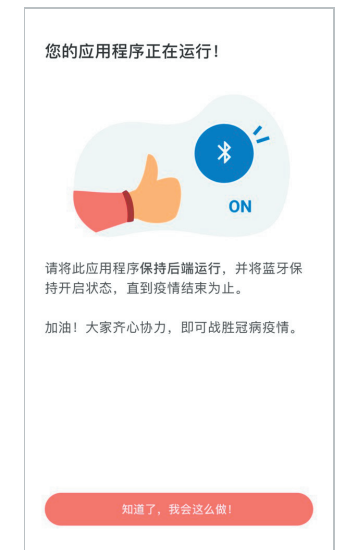 您的应用程序正在运行！
ON
请将此应用程序保持后端运行，并将蓝牙保
持开启状态，直到疫情结束为止。
加油！大家齐心协力，即可战胜冠病疫情。
知道了，我会这么做！